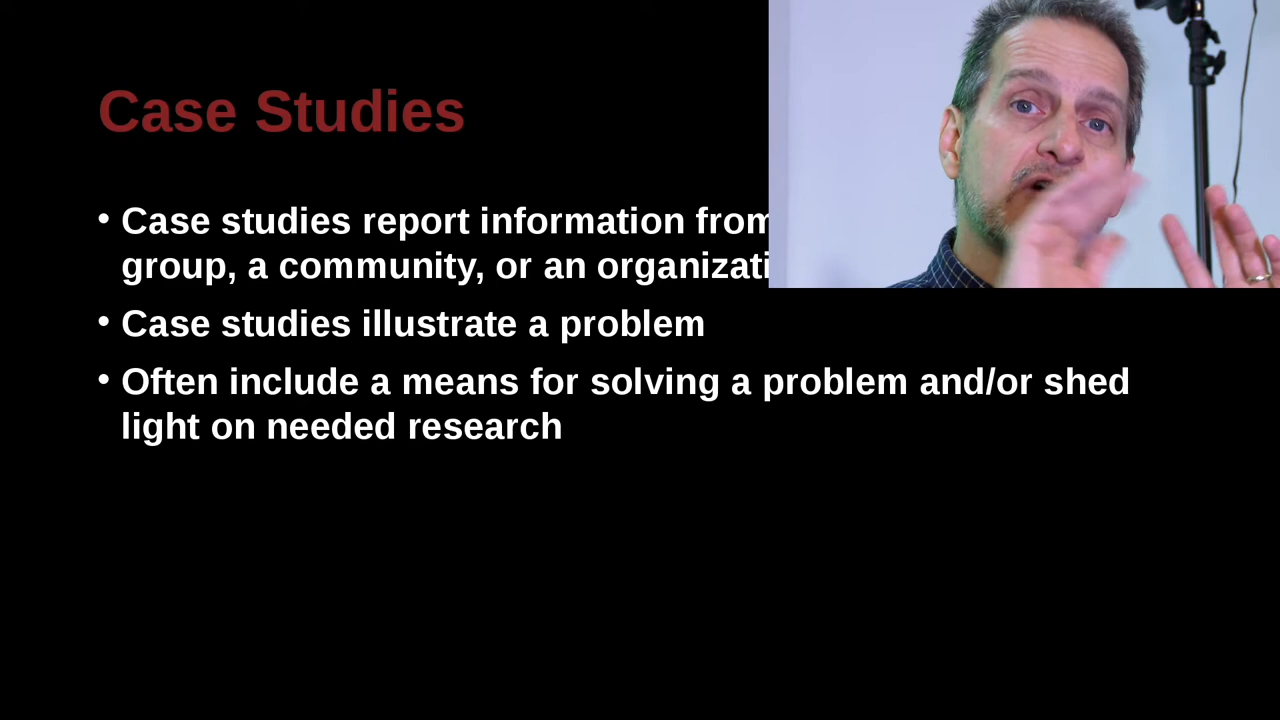 Case Studies
• Case studies report information from
group, a community, or an
• Case studies illustrate a problem
• Often include a means for solving a problem and/or shed
light on needed research